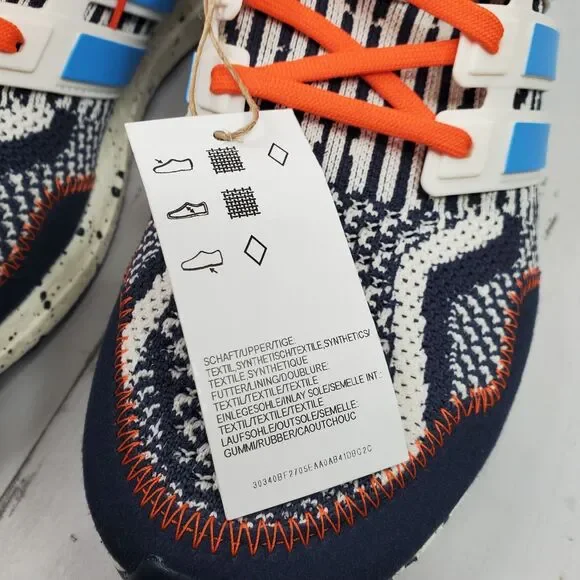 SCHAFT/UPPER/TIGE:
TEXTIL.SYNTHETISCH/TEXTILE.SYNTHETICS/
TEXTILE.SYNTHETIQUE
FUTTER/LINING/DOUBLURE:
TEXTIL/TEXTILE/TEXTILE
EINLEGESOHLE/INLAY SOLE/SEMELLE INT:
TEXTIL/TEXTILE/TEXTILE
LAUFSOHLE/OUTSOLE/SEMELLE:
GUMMI/RUBBER/CAOUTCHOUC
30340BF2705EAA0AB41DBC2C